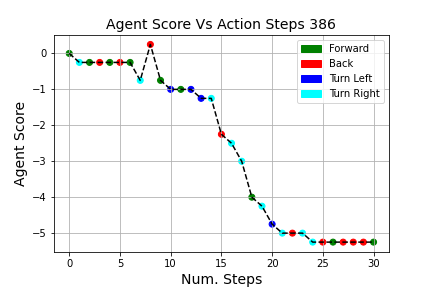 Agent Score Vs Action Steps 386
Forward
Back
Turn Left
Turn Right
Agent Score
0
−1
−2
−3
−4
−5
0 5 10 15 20 25 30
Num. Steps